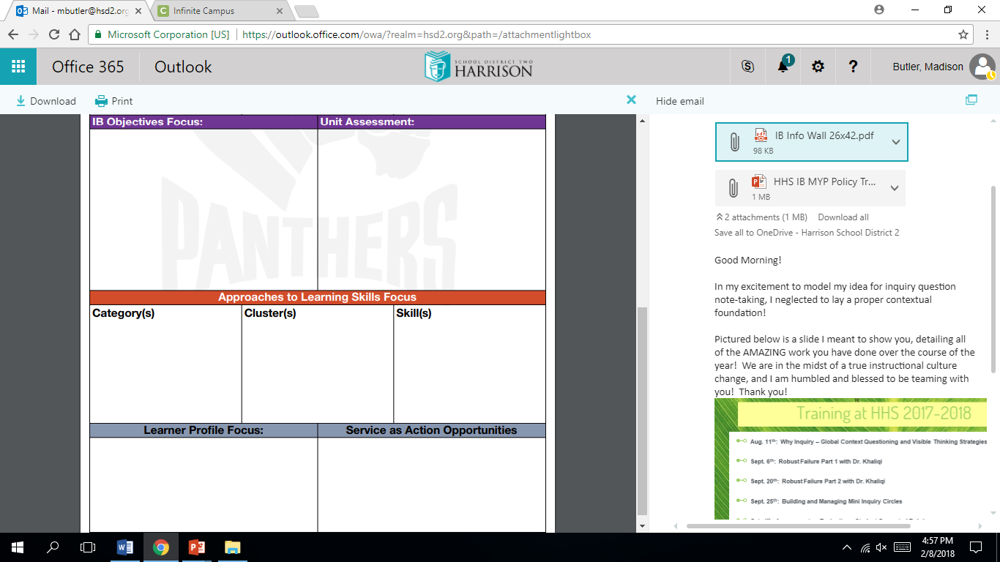 Mail - mbutler@hsd2.org
Infinite Campus
Microsoft Corporation [US] | https://outlook.office.com/owa/?realm=hsd2.org&path=/attachmentlightbox
Office 365 Outlook
SCHOOL DISTRICT TWO
HARRISON
1
Butler, Madison
Download Print
Hide email
IB Objectives Focus: Unit Assessment:
PANTHERS
Approaches to Learning Skills Focus
Category(s) Cluster(s) Skill(s)
Learner Profile Focus: Service as Action Opportunities
IB Info Wall 26x42.pdf
98 KB
HHS IB MYP Policy Tr...
1 MB
2 attachments (1 MB) Download all
Save all to OneDrive - Harrison School District 2
Good Morning!
In my excitement to model my idea for inquiry question
note-taking, I neglected to lay a proper contextual
foundation!
Pictured below is a slide I meant to show you, detailing all
of the AMAZING work you have done over the course of the
year! We are in the midst of a true instructional culture
change, and I am humbled and blessed to be teaming with
you! Thank you!
Training at HHS 2017-2018
Aug. 11th: Why Inquiry – Global Context Questioning and Visible Thinking Strategies
Sept. 6th: Robust Failure Part 1 with Dr. Khaliqi
Sept. 20th: Robust Failure Part 2 with Dr. Khaliqi
Sept. 25th: Building and Managing Mini Inquiry Circles
4:57 PM
2/8/2018